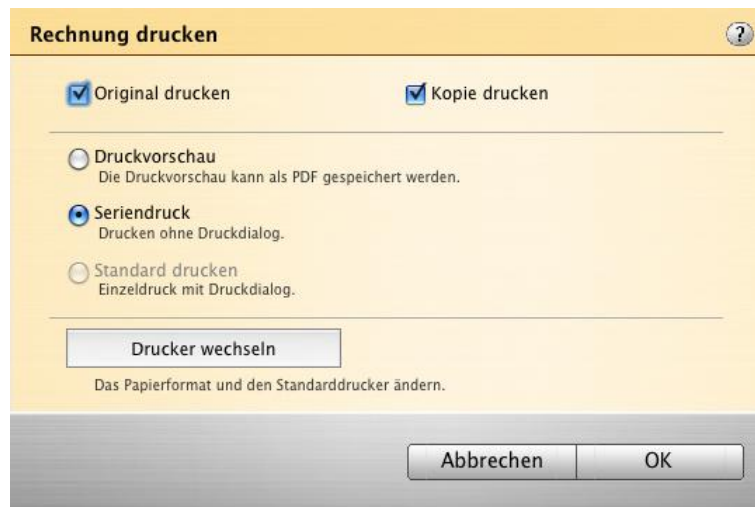 Rechnung drucken
?
Original drucken
Kopie drucken
Druckvorschau
Die Druckvorschau kann als PDF gespeichert werden.
Seriendruck
Drucken ohne Druckdialog.
Standard drucken
Einzeldruck mit Druckdialog.
Drucker wechseln
Das Papierformat und den Standarddrucker ändern.
Abbrechen
OK